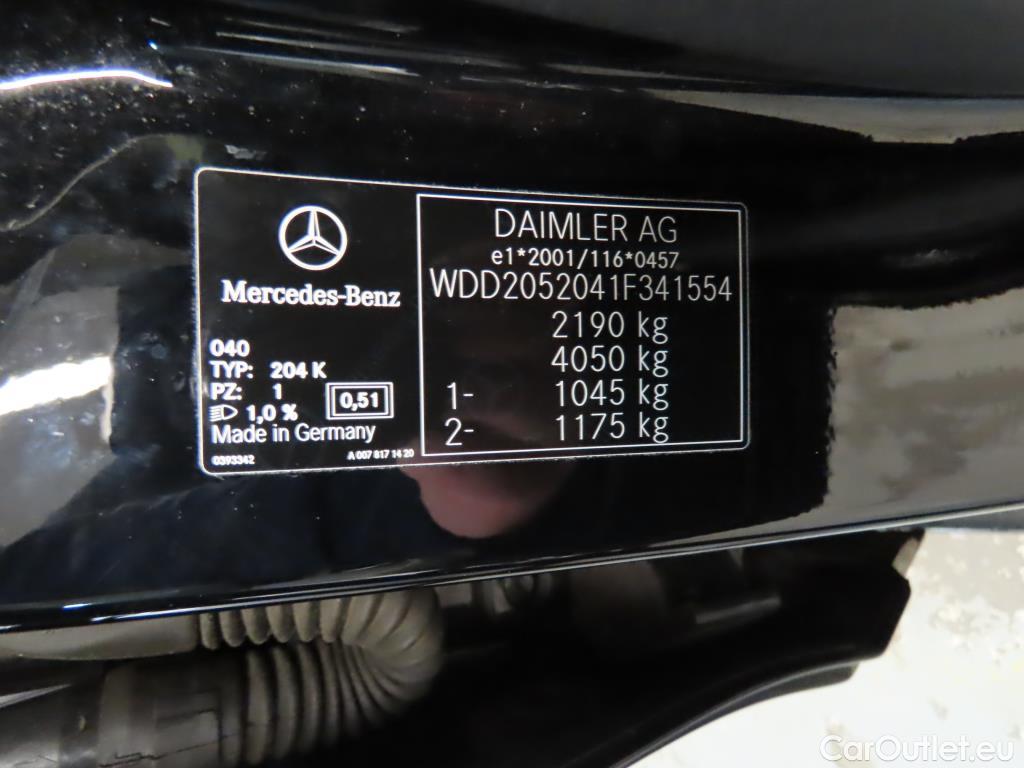 Mercedes-Benz
040
TYP: 204 K
PZ: 1
1,0 %
0,51
Made in Germany
0393342
A 007 817 14 20
DAIMLER AG
e1*2001/116*0457
WDD2052041F341554
2190 kg
4050 kg
1- 1045 kg
2- 1175 kg
CarOutlet.eu